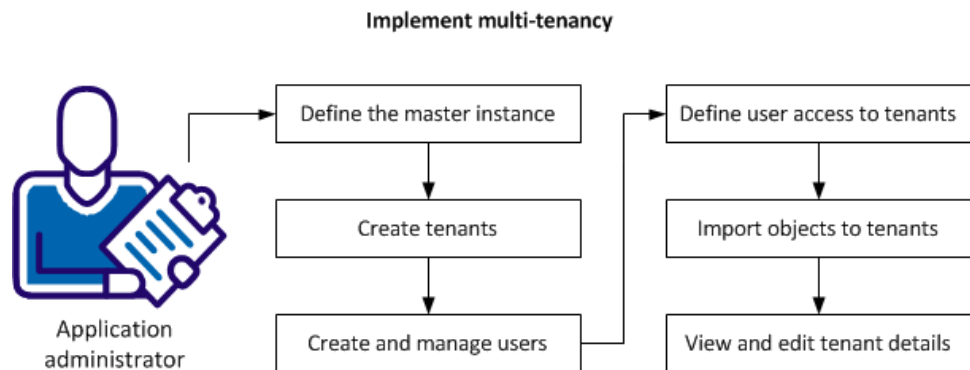 Implement multi-tenancy
Define the master instance
Create tenants
Create and manage users
Define user access to tenants
Import objects to tenants
View and edit tenant details
Application
administrator